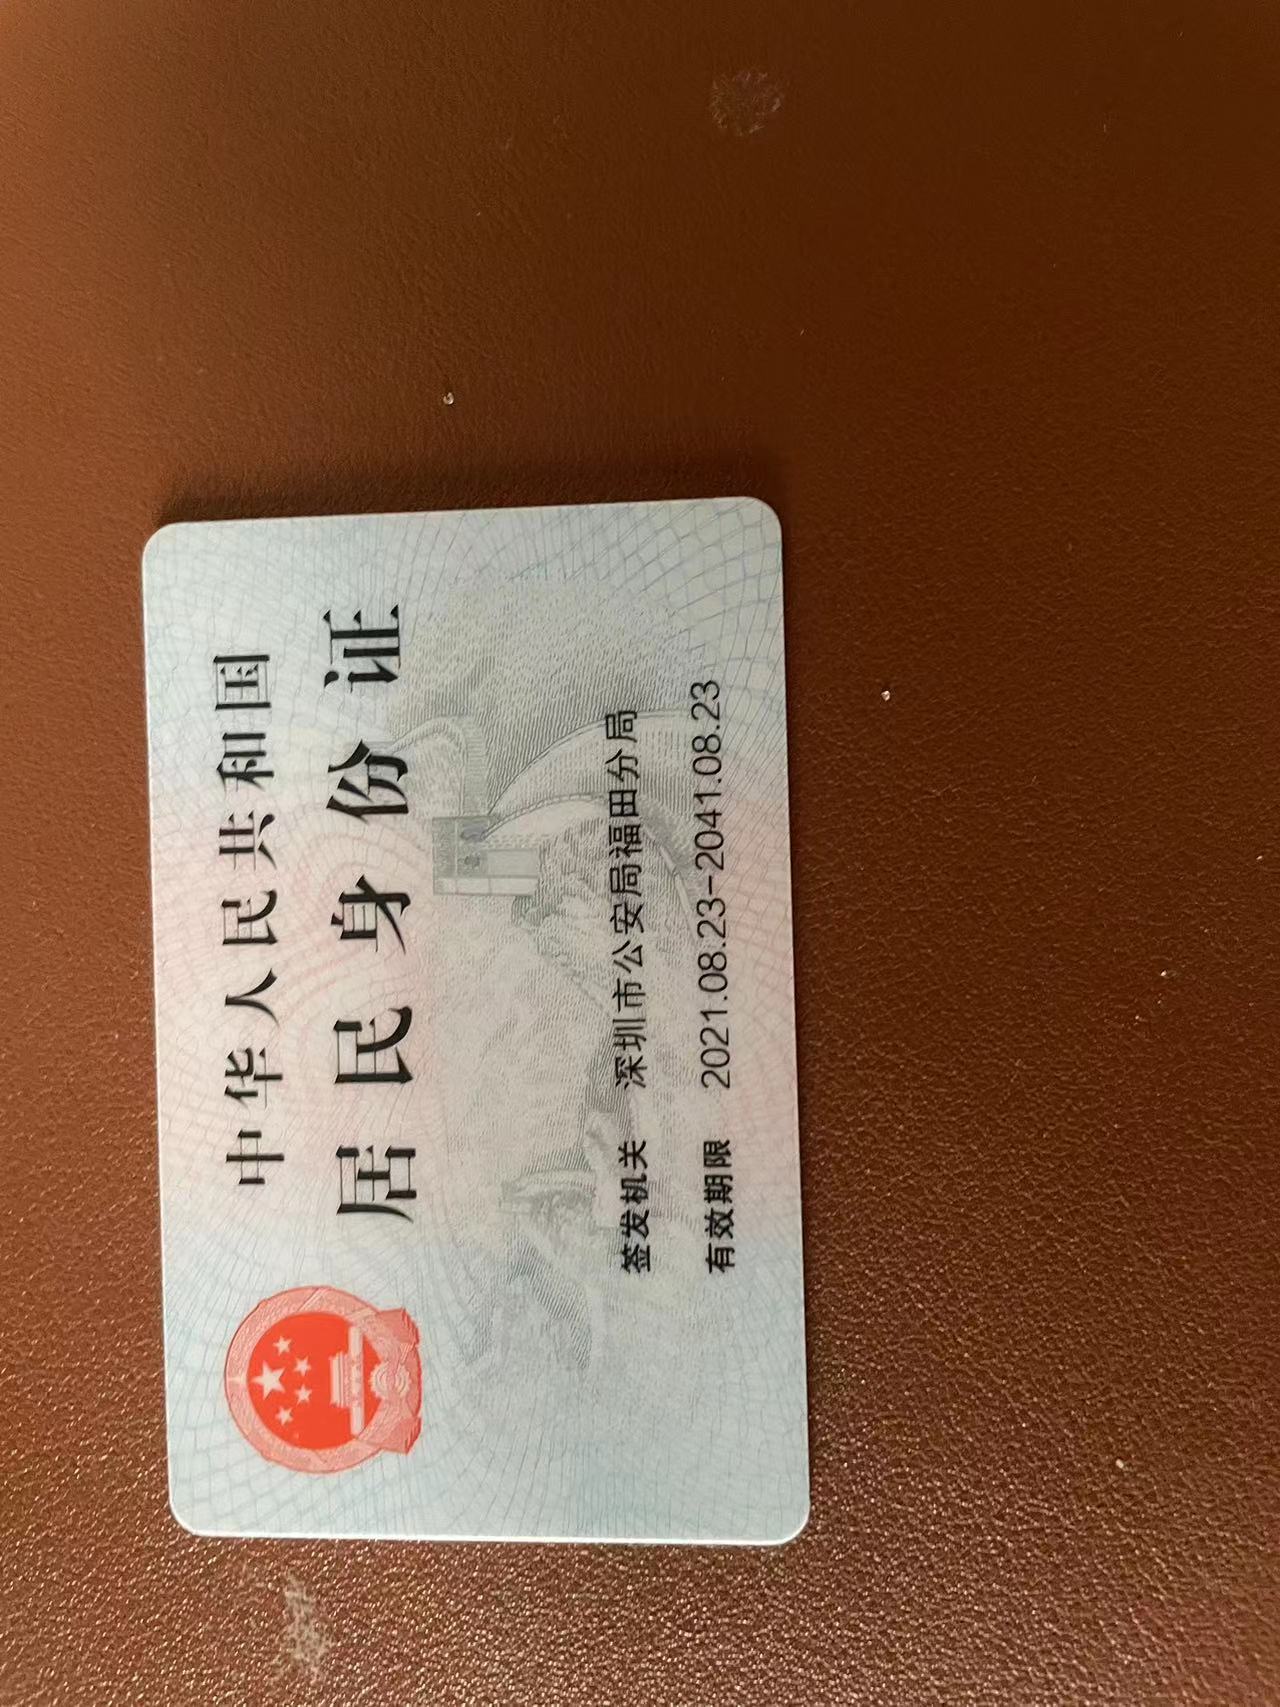 中华人民共和国
居民身份证
签发机关 深圳市公安局福田分局
有效期限 2021.08.23-2041.08.23